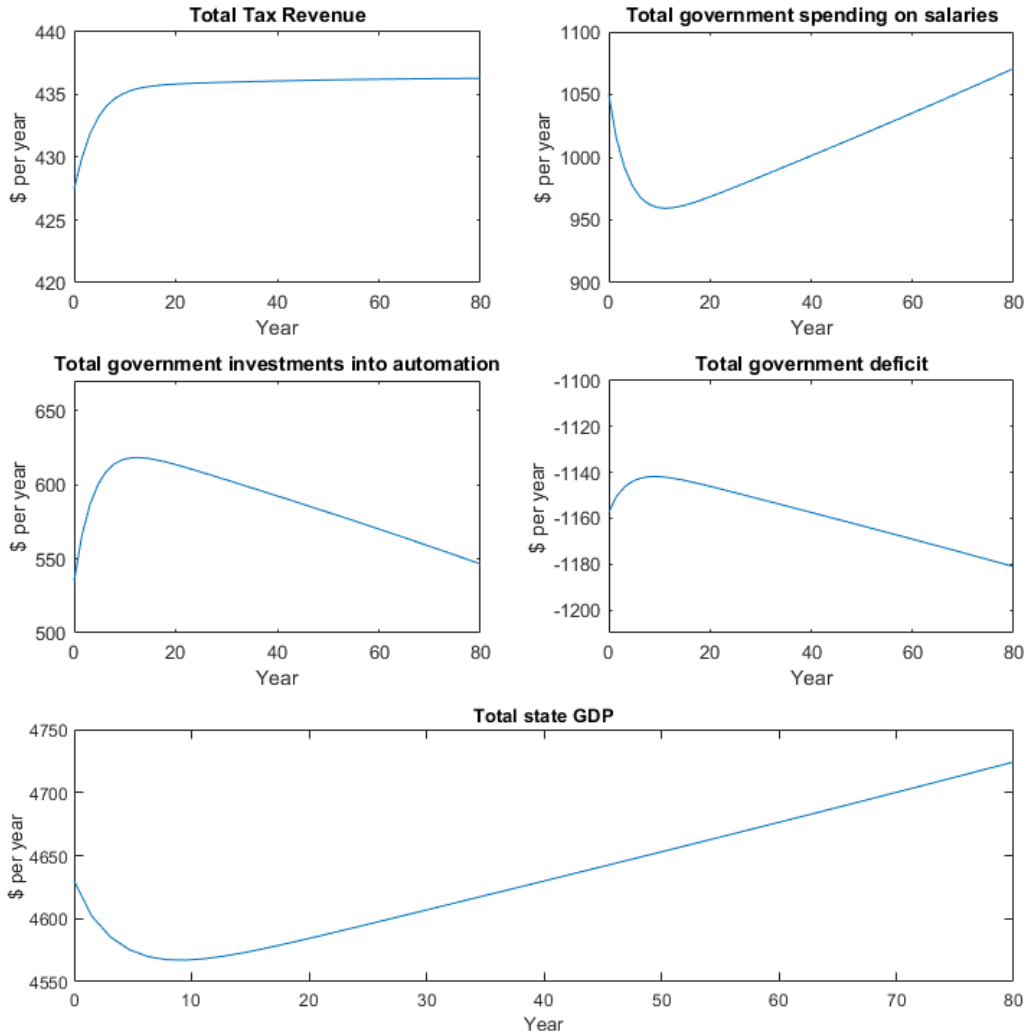 Total Tax Revenue
440
435
430
425
420
$ per year
0 20 40 60 80
Year
Total government spending on salaries
1100
1050
1000
950
900
$ per year
0 20 40 60 80
Year
Total government investments into automation
650
600
550
500
$ per year
0 20 40 60 80
Year
Total government deficit
-1100
-1120
-1140
-1160
-1180
-1200
$ per year
0 20 40 60 80
Year
Total state GDP
4750
4700
4650
4600
4550
$ per year
0 10 20 30 40 50 60 70 80
Year